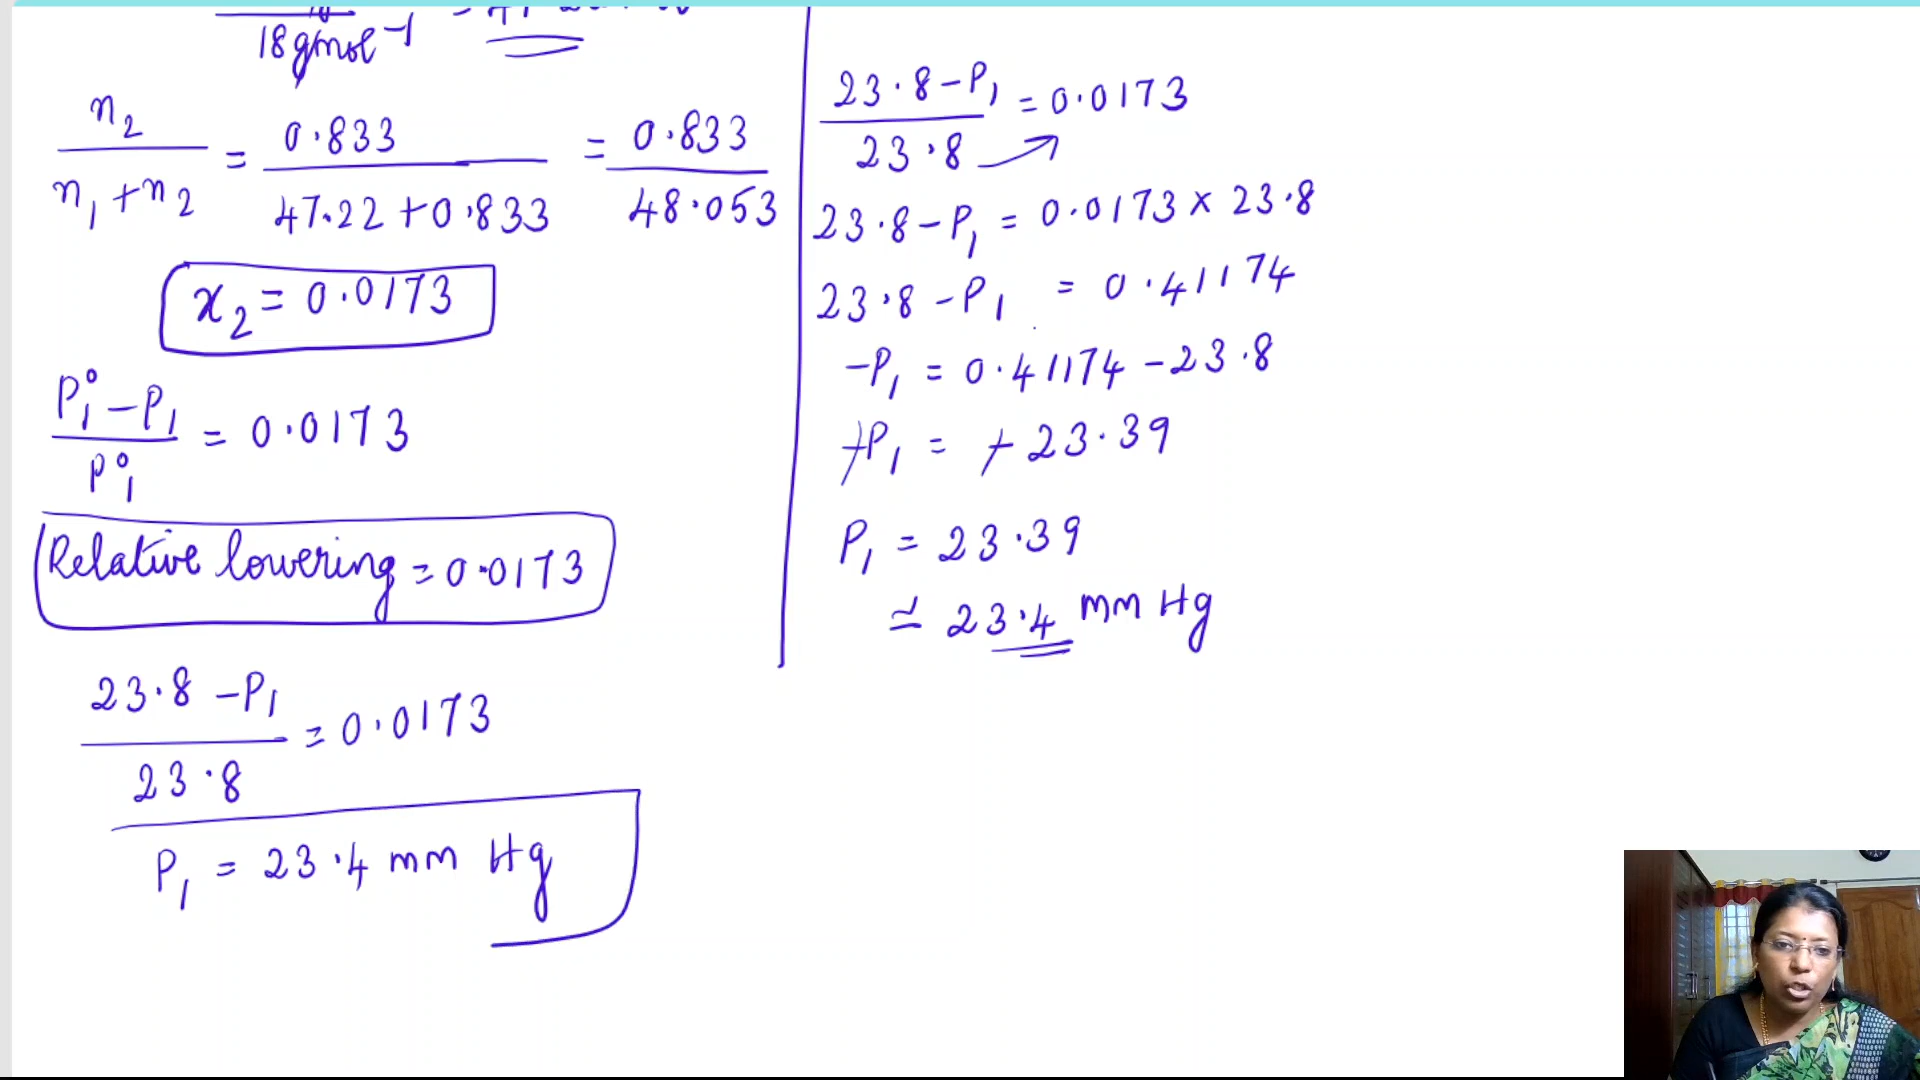 18 g mol⁻¹
n₂ / n₁ + n₂ = 0.833 / 47.22 + 0.833 = 0.833 / 48.053
x₂ = 0.0173
P₁° - P₁ / P₁° = 0.0173
Relative lowering = 0.0173
23.8 - P₁ / 23.8 = 0.0173
P₁ = 23.4 mm Hg
23.8 - P₁ / 23.8 = 0.0173
23.8 - P₁ = 0.0173 × 23.8
23.8 - P₁ = 0.41174
-P₁ = 0.41174 - 23.8
-P₁ = -23.39
P₁ = 23.39
≃ 23.4 mm Hg